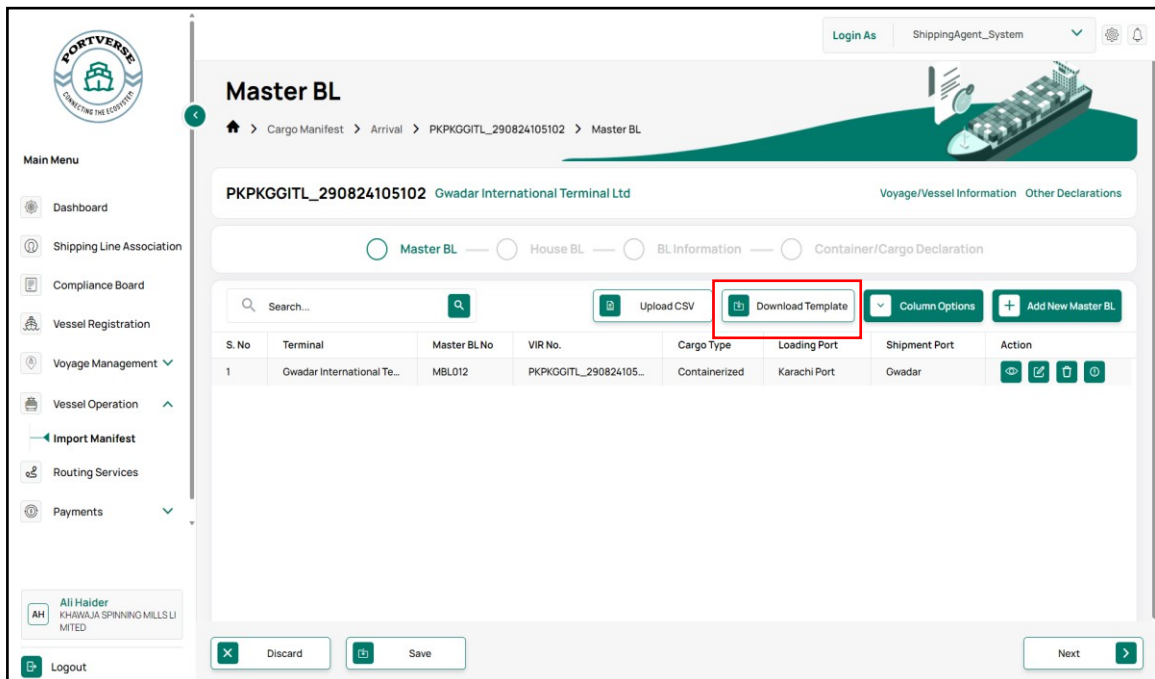 PORTVERSE
CONNECTING THE ECOSYSTEM
Login As ShippingAgent_System
Master BL
Cargo Manifest > Arrival > PKPKGGITL_290824105102 > Master BL
Main Menu
Dashboard
Shipping Line Association
Compliance Board
Vessel Registration
Voyage Management
Vessel Operation
Import Manifest
Routing Services
Payments
AH Ali Haider
KHAWAJA SPINNING MILLS LI
MITED
Logout
PKPKGGITL_290824105102 Gwadar International Terminal Ltd Voyage/Vessel Information Other Declarations
Master BL House BL BL Information Container/Cargo Declaration
Search... Upload CSV Download Template Column Options Add New Master BL
S. No Terminal Master BL No VIR No. Cargo Type Loading Port Shipment Port Action
1 Gwadar International Te... MBL012 PKPKGGITL_290824105... Containerized Karachi Port Gwadar
Discard Save Next